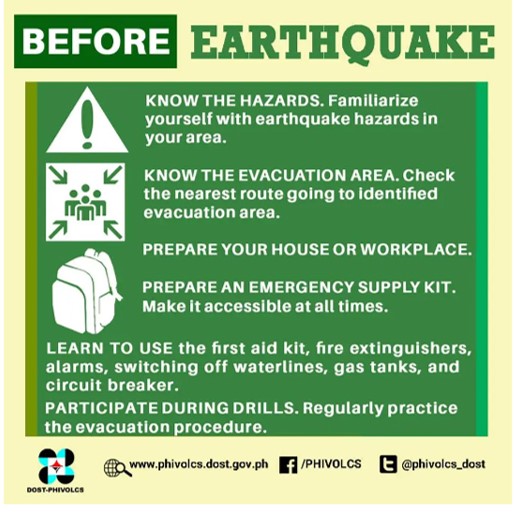 BEFORE EARTHQUAKE
KNOW THE HAZARDS. Familiarize
yourself with earthquake hazards in
your area.
KNOW THE EVACUATION AREA. Check
the nearest route going to identified
evacuation area.
PREPARE YOUR HOUSE OR WORKPLACE.
PREPARE AN EMERGENCY SUPPLY KIT.
Make it accessible at all times.
LEARN TO USE the first aid kit, fire extinguishers,
alarms, switching off waterlines, gas tanks, and
circuit breaker.
PARTICIPATE DURING DRILLS. Regularly practice
the evacuation procedure.
DOST-PHIVOLCS
www.phivolcs.dost.gov.ph /PHIVOLCS @phivolcs_dost